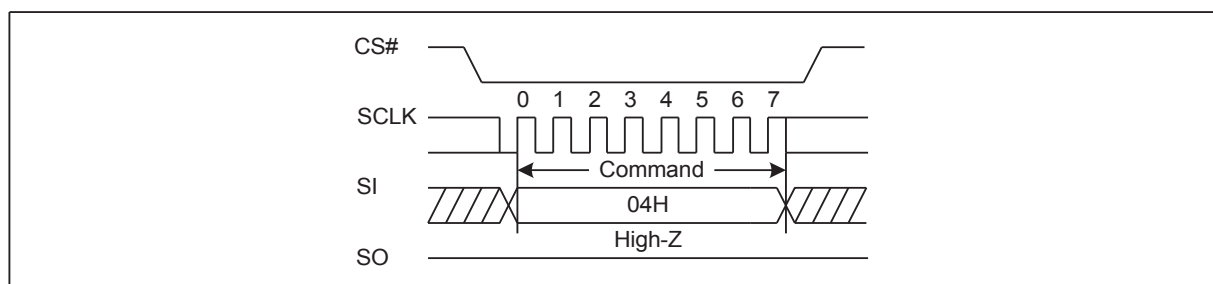 CS#
0 1 2 3 4 5 6 7
SCLK
Command
SI
04H
High-Z
SO